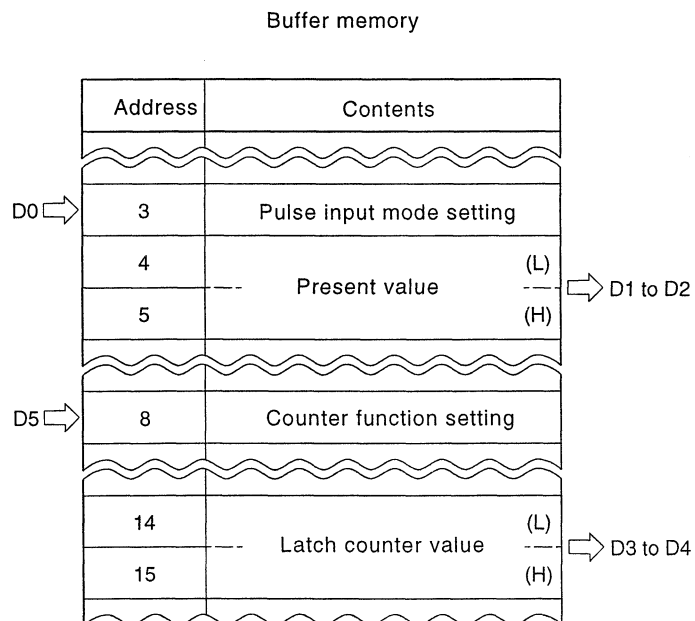 Buffer memory
Address Contents
D0 3 Pulse input mode setting
4 (L)
Present value D1 to D2
5 (H)
D5 8 Counter function setting
14 (L)
Latch counter value D3 to D4
15 (H)